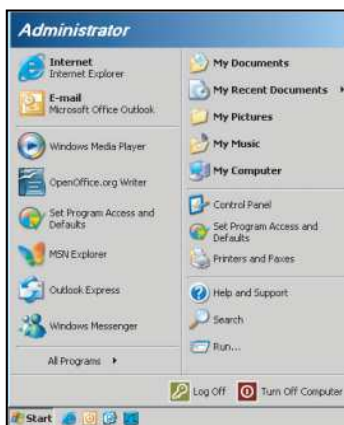 Administrator
Internet
Internet Explorer
E-mail
Microsoft Office Outlook
Windows Media Player
OpenOffice.org Writer
Set Program Access and
Defaults
MSN Explorer
Outlook Express
Windows Messenger
All Programs
My Documents
My Recent Documents
My Pictures
My Music
My Computer
Control Panel
Set Program Access and
Defaults
Printers and Faxes
Help and Support
Search
Run...
Log Off
Turn Off Computer
Start